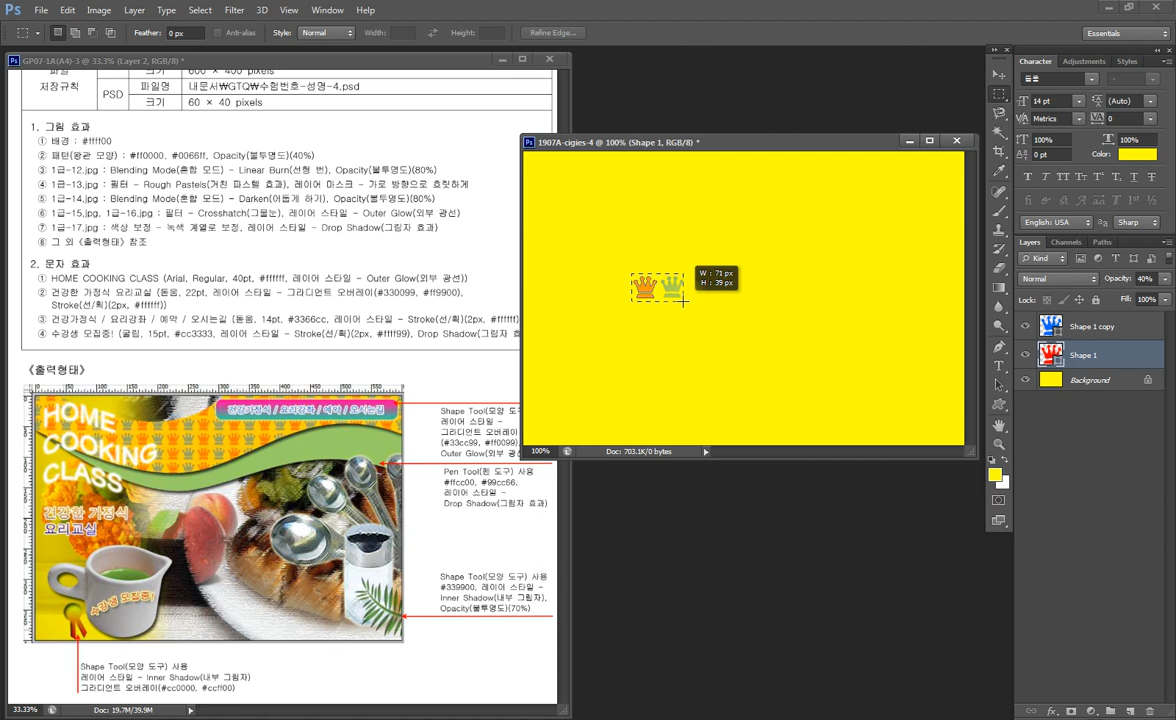 Ps File Edit Image Layer Type Select Filter 3D View Window Help
Feather: 0 px Anti-alias Style: Normal Width: Height: Refine Edge... Essentials
GP07-1A(A4)-3 @ 33.3% (Layer 2, RGB/8) *
파일 크기 600 × 400 pixels
저장규칙 PSD 파일명 내문서₩GTQ₩수험번호-성명-4.psd
크기 60 × 40 pixels
1. 그림 효과
① 배경 : #ffff00
② 패턴(왕관 모양) : #ff0000, #0066ff, Opacity(불투명도)(40%)
③ 1급-12.jpg : Blending Mode(혼합 모드) - Linear Burn(선형 번), Opacity(불투명도)(80%)
④ 1급-13.jpg : 필터 - Rough Pastels(거친 파스텔 효과), 레이어 마스크 - 가로 방향으로 흐릿하게
⑤ 1급-14.jpg : Blending Mode(혼합 모드) - Darken(어둡게 하기), Opacity(불투명도)(80%)
⑥ 1급-15.jpg, 1급-16.jpg : 필터 - Crosshatch(그물눈), 레이어 스타일 - Outer Glow(외부 광선)
⑦ 1급-17.jpg : 색상 보정 - 녹색 계열로 보정, 레이어 스타일 - Drop Shadow(그림자 효과)
⑧ 그 외 《출력형태》 참조
2. 문자 효과
① HOME COOKING CLASS (Arial, Regular, 40pt, #ffffff, 레이어 스타일 - Outer Glow(외부 광선))
② 건강한 가정식 요리교실 (돋움, 22pt, 레이어 스타일 - 그라디언트 오버레이(#330099, #ff9900),
Stroke(선/획)(2px, #ffffff))
③ 건강가정식 / 요리강좌 / 예약 / 오시는길 (돋움, 14pt, #3366cc, 레이어 스타일 - Stroke(선/획)(2px, #ffffff)
④ 수강생 모집중! (굴림, 15pt, #cc3333, 레이어 스타일 - Stroke(선/획)(2px, #ffff99), Drop Shadow(그림자 효
《출력형태》
0 50 100 150 200 250 300 350 400 450 500 550
HOME
COOKING
CLASS
건강가정식 / 요리강좌 / 예약 / 오시는길
건강한 가정식
요리교실
수강생 모집중!
Shape Tool(모양 도구
레이어 스타일 -
그라디언트 오버레이
(#33cc99, #ff0099),
Outer Glow(외부 광선
Pen Tool(펜 도구) 사용
#ffcc00, #99cc66,
레이어 스타일 -
Drop Shadow(그림자 효과)
Shape Tool(모양 도구) 사용
#339900, 레이어 스타일 -
Inner Shadow(내부 그림자),
Opacity(불투명도)(70%)
Shape Tool(모양 도구) 사용
레이어 스타일 - Inner Shadow(내부 그림자)
그라디언트 오버레이(#cc0000, #ccff00)
33.33% Doc: 19.7M/39.9M
1907A-cigies-4 @ 100% (Shape 1, RGB/8) *
W : 71 px
H : 39 px
100% Doc: 703.1K/0 bytes
Character Adjustments Styles
돋움
14 pt (Auto)
Metrics 0
100% 100%
0 pt Color:
T T TT Tr T T T T
English: USA aa Sharp
Layers Channels Paths
Kind
Normal Opacity: 40%
Lock: Fill: 100%
Shape 1 copy
Shape 1
Background